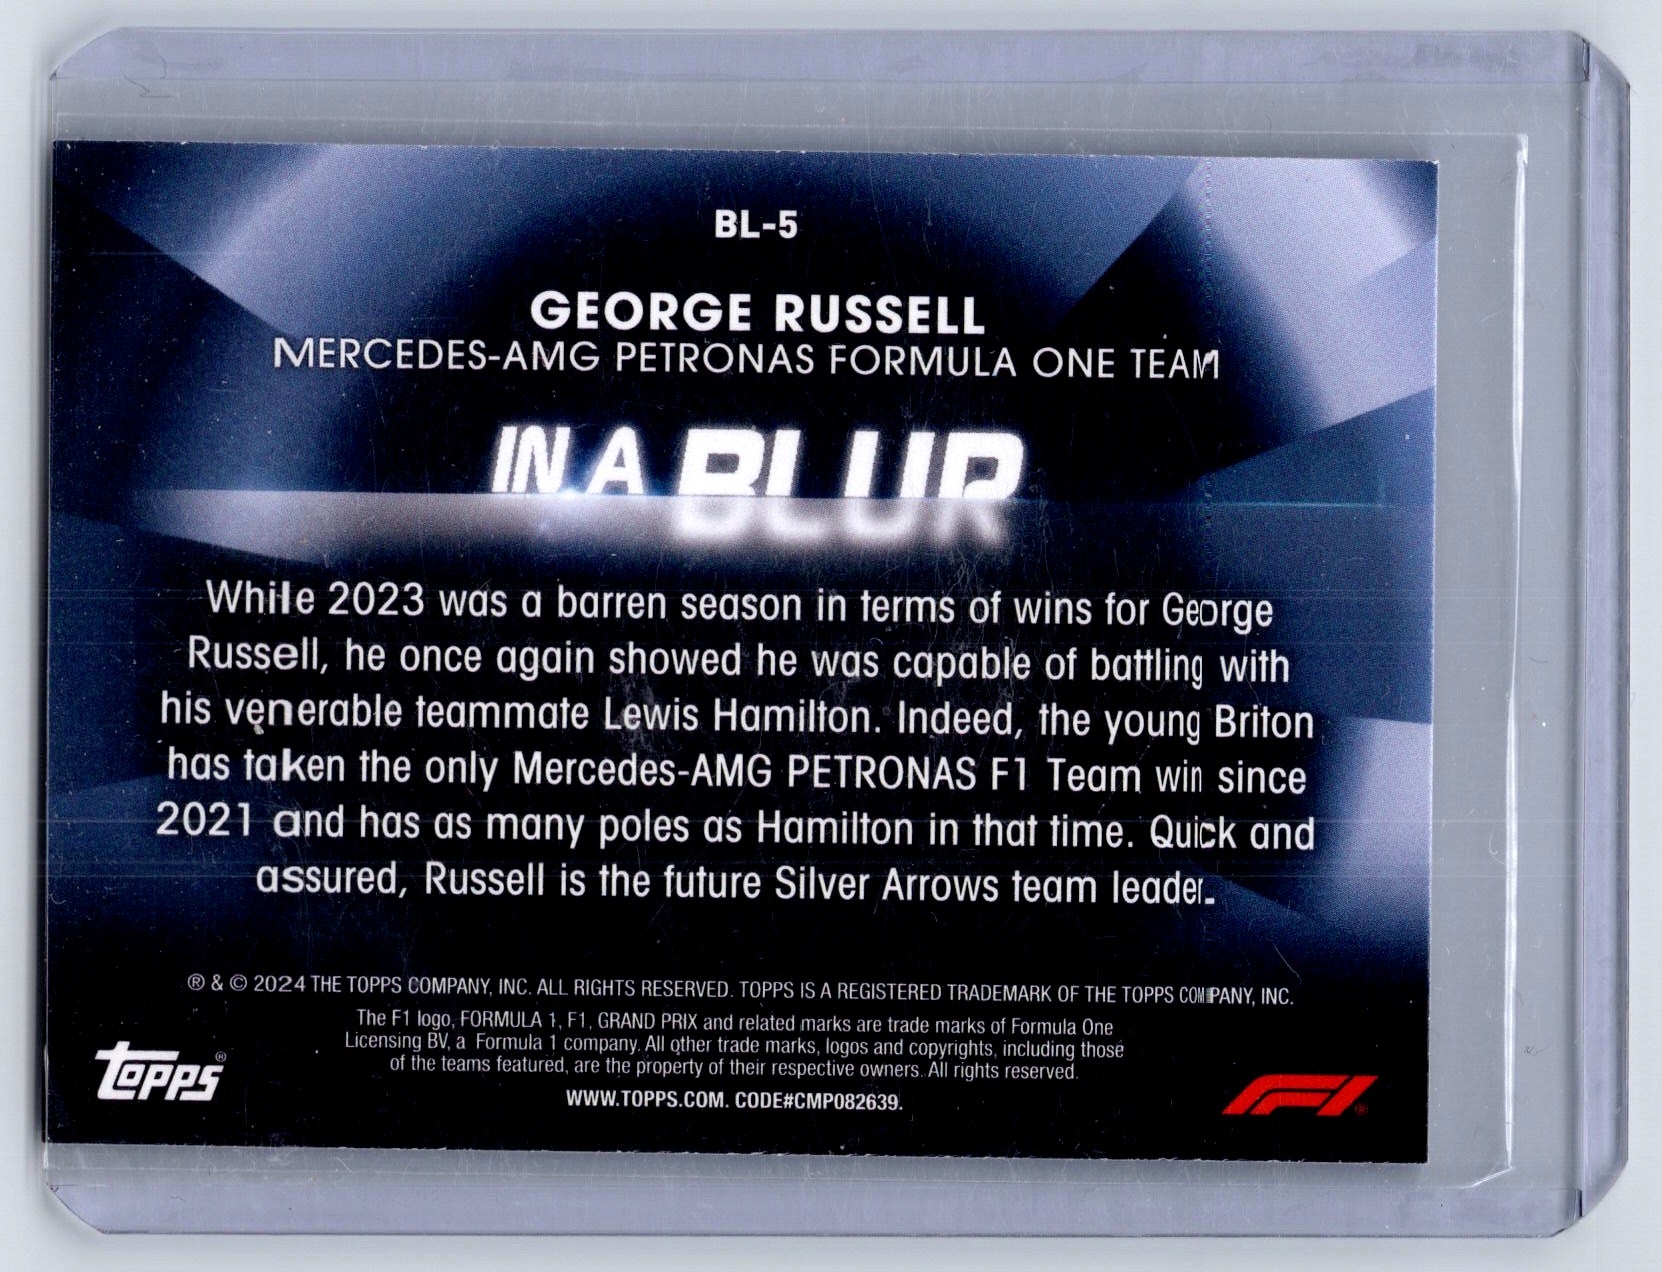 BL-5
GEORGE RUSSELL
MERCEDES-AMG PETRONAS FORMULA ONE TEAM
IN A BLUR
While 2023 was a barren season in terms of wins for George
Russell, he once again showed he was capable of battling with
his venerable teammate Lewis Hamilton. Indeed, the young Briton
has taken the only Mercedes-AMG PETRONAS F1 Team win since
2021 and has as many poles as Hamilton in that time. Quick and
assured, Russell is the future Silver Arrows team leader.
® & © 2024 THE TOPPS COMPANY, INC. ALL RIGHTS RESERVED. TOPPS IS A REGISTERED TRADEMARK OF THE TOPPS COMPANY, INC.
The F1 logo, FORMULA 1, F1, GRAND PRIX and related marks are trade marks of Formula One
Licensing BV, a Formula 1 company. All other trade marks, logos and copyrights, including those
of the teams featured, are the property of their respective owners. All rights reserved.
WWW.TOPPS.COM. CODE#CMP082639.
TOPPS ®
F1 ®